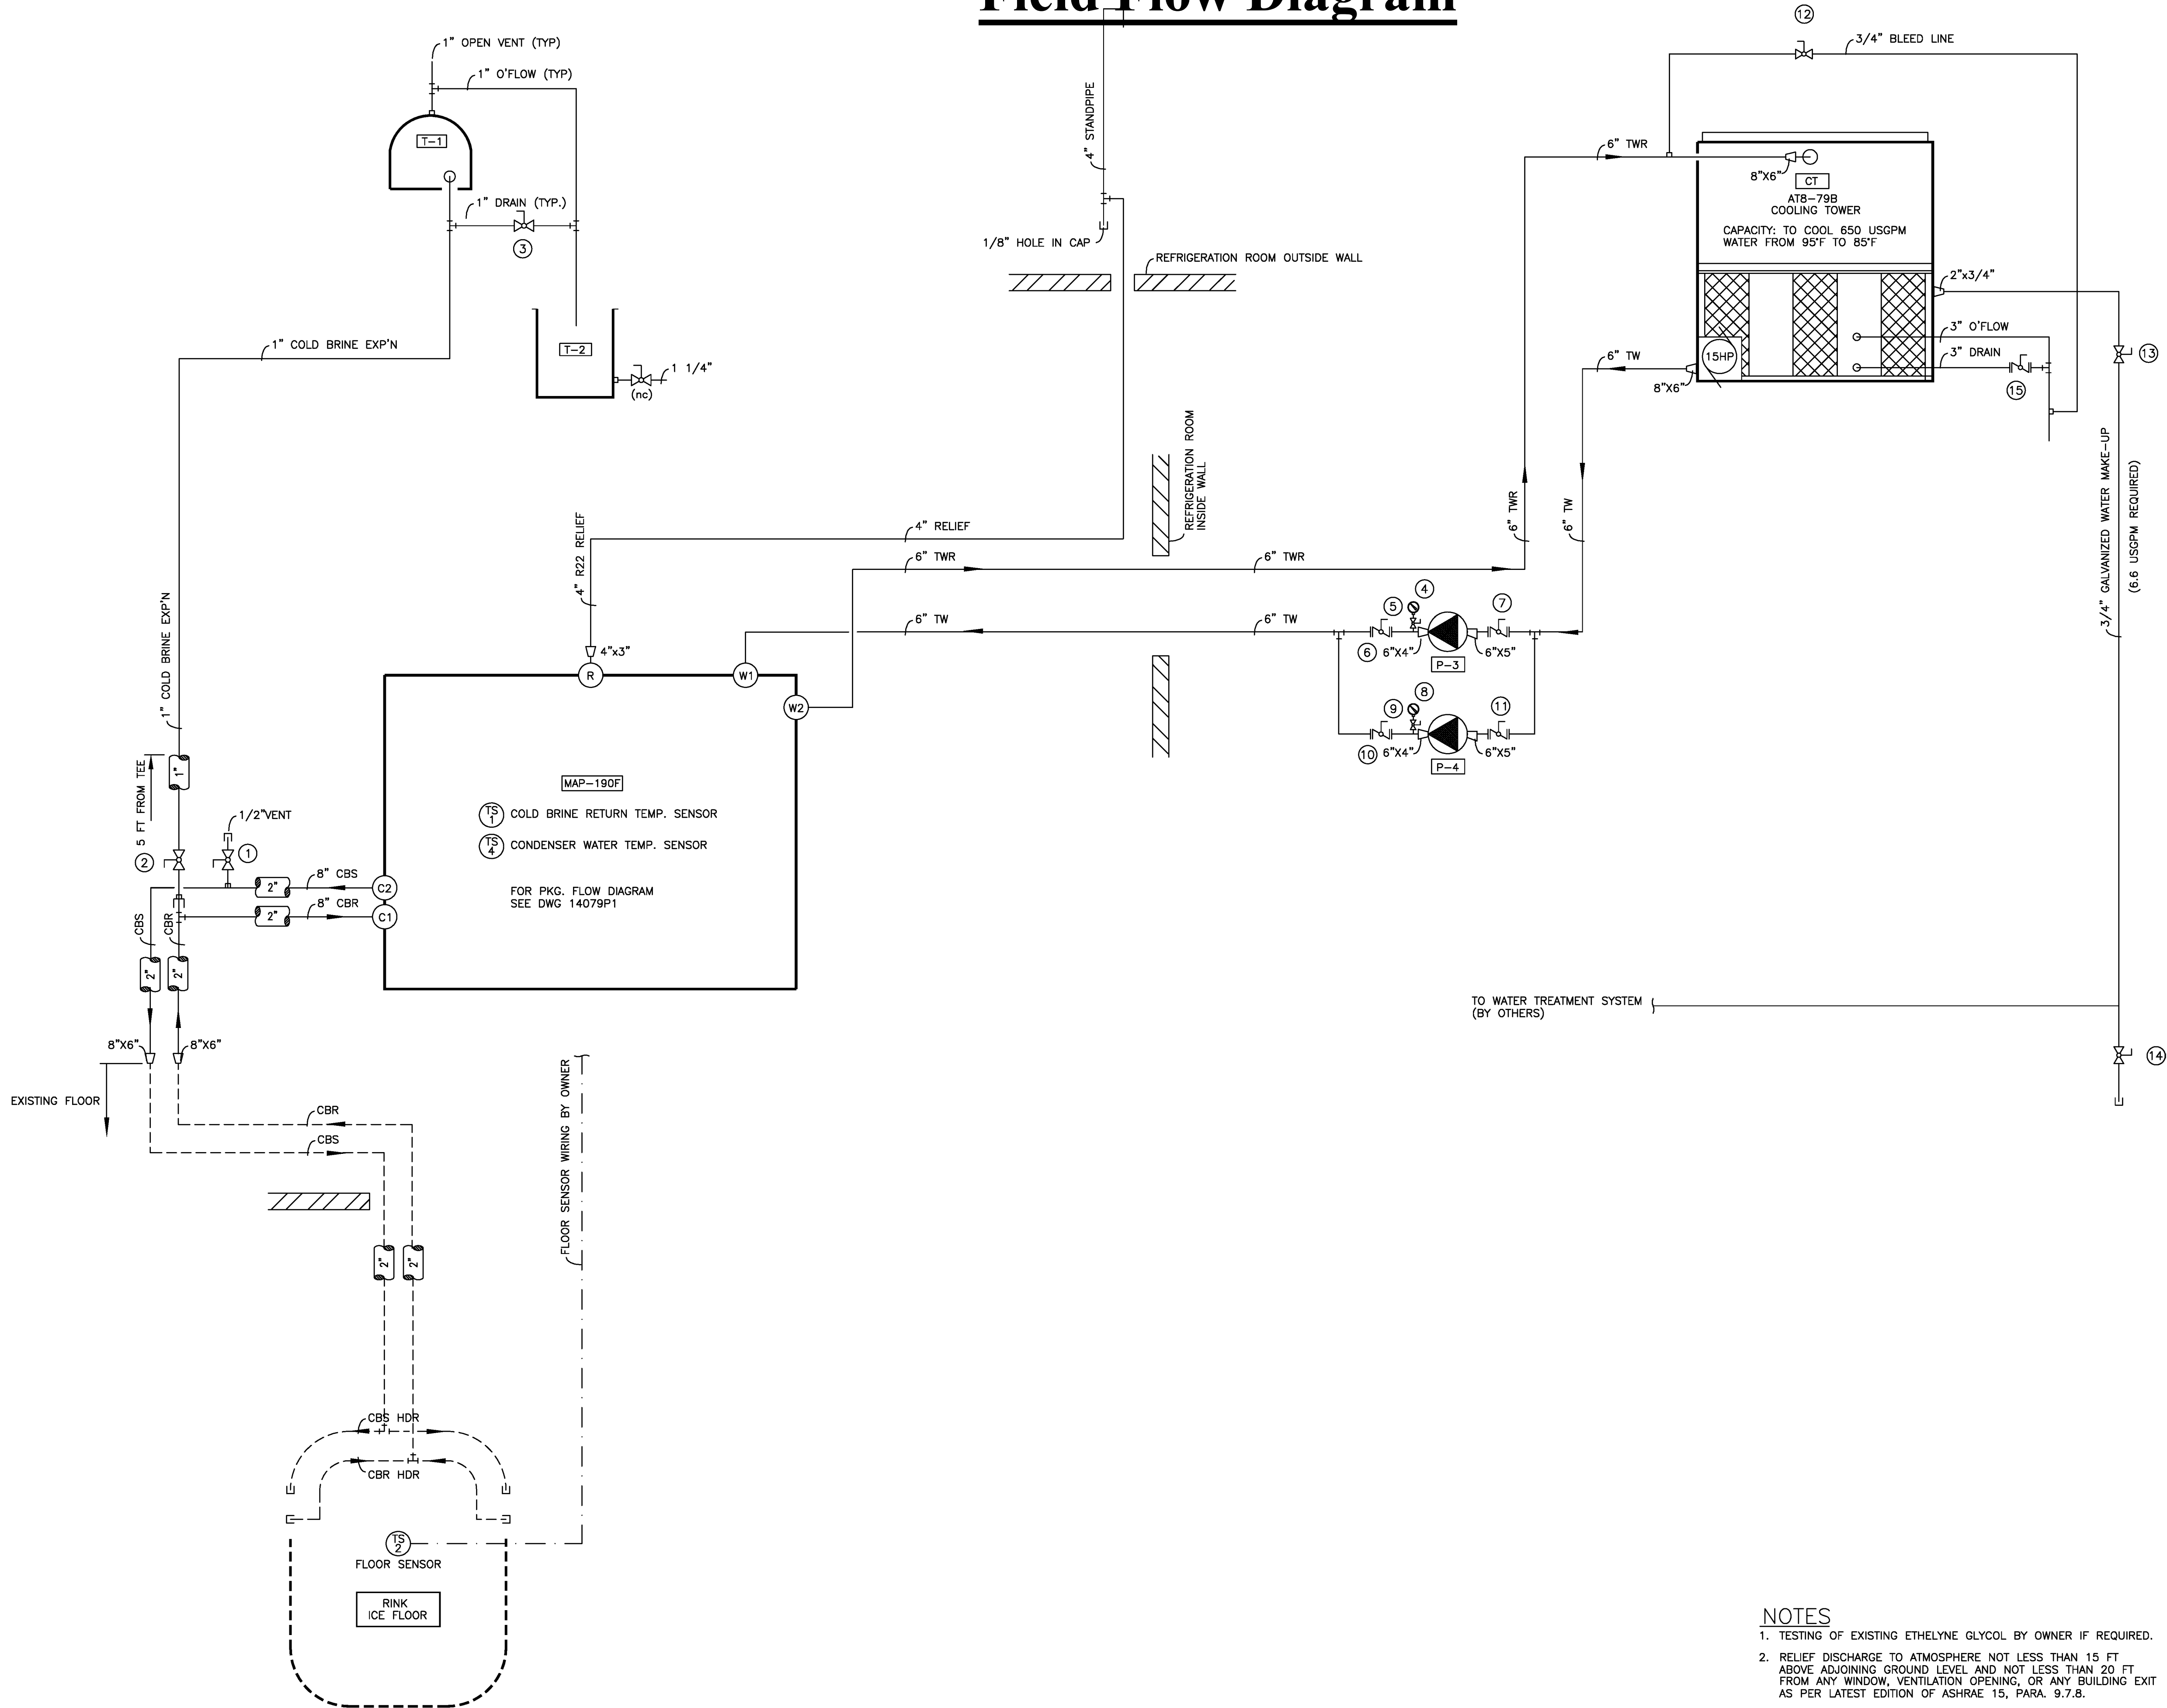 Field Flow Diagram
12
1" OPEN VENT (TYP)
3/4" BLEED LINE
1" O'FLOW (TYP)
4" STANDPIPE
T-1
6" TWR
8"X6"
CT
AT8-79B
COOLING TOWER
CAPACITY: TO COOL 650 USGPM
WATER FROM 95°F TO 85°F
1" DRAIN (TYP.)
3
1/8" HOLE IN CAP
REFRIGERATION ROOM OUTSIDE WALL
2"x3/4"
3" O'FLOW
3" DRAIN
13
15HP
15
1" COLD BRINE EXP'N
T-2
1 1/4"
(nc)
6" TW
8"X6"
REFRIGERATION ROOM
INSIDE WALL
3/4" GALVANIZED WATER MAKE-UP
(6.6 USGPM REQUIRED)
4" R22 RELIEF
4" RELIEF
6" TWR
6" TW
6" TWR
6" TWR
6" TW
6" TW
4
5
7
6
6"X4"
6"X5"
P-3
8
9
11
10
6"X4"
6"X5"
P-4
4"x3"
R
W1
W2
1" COLD BRINE EXP'N
5 FT FROM TEE
1"
1/2"VENT
2
1
MAP-190F
TS
1
COLD BRINE RETURN TEMP. SENSOR
TS
4
CONDENSER WATER TEMP. SENSOR
FOR PKG. FLOW DIAGRAM
SEE DWG 14079P1
2"
8" CBS
C2
2"
8" CBR
C1
CBS
CBR
2"
2"
8"X6"
8"X6"
EXISTING FLOOR
TO WATER TREATMENT SYSTEM
(BY OTHERS)
14
CBR
CBS
FLOOR SENSOR WIRING BY OWNER
2"
2"
CBS HDR
CBR HDR
TS
2
FLOOR SENSOR
RINK
ICE FLOOR
NOTES
1. TESTING OF EXISTING ETHELYNE GLYCOL BY OWNER IF REQUIRED.
2. RELIEF DISCHARGE TO ATMOSPHERE NOT LESS THAN 15 FT
ABOVE ADJOINING GROUND LEVEL AND NOT LESS THAN 20 FT
FROM ANY WINDOW, VENTILATION OPENING, OR ANY BUILDING EXIT
AS PER LATEST EDITION OF ASHRAE 15, PARA. 9.7.8.